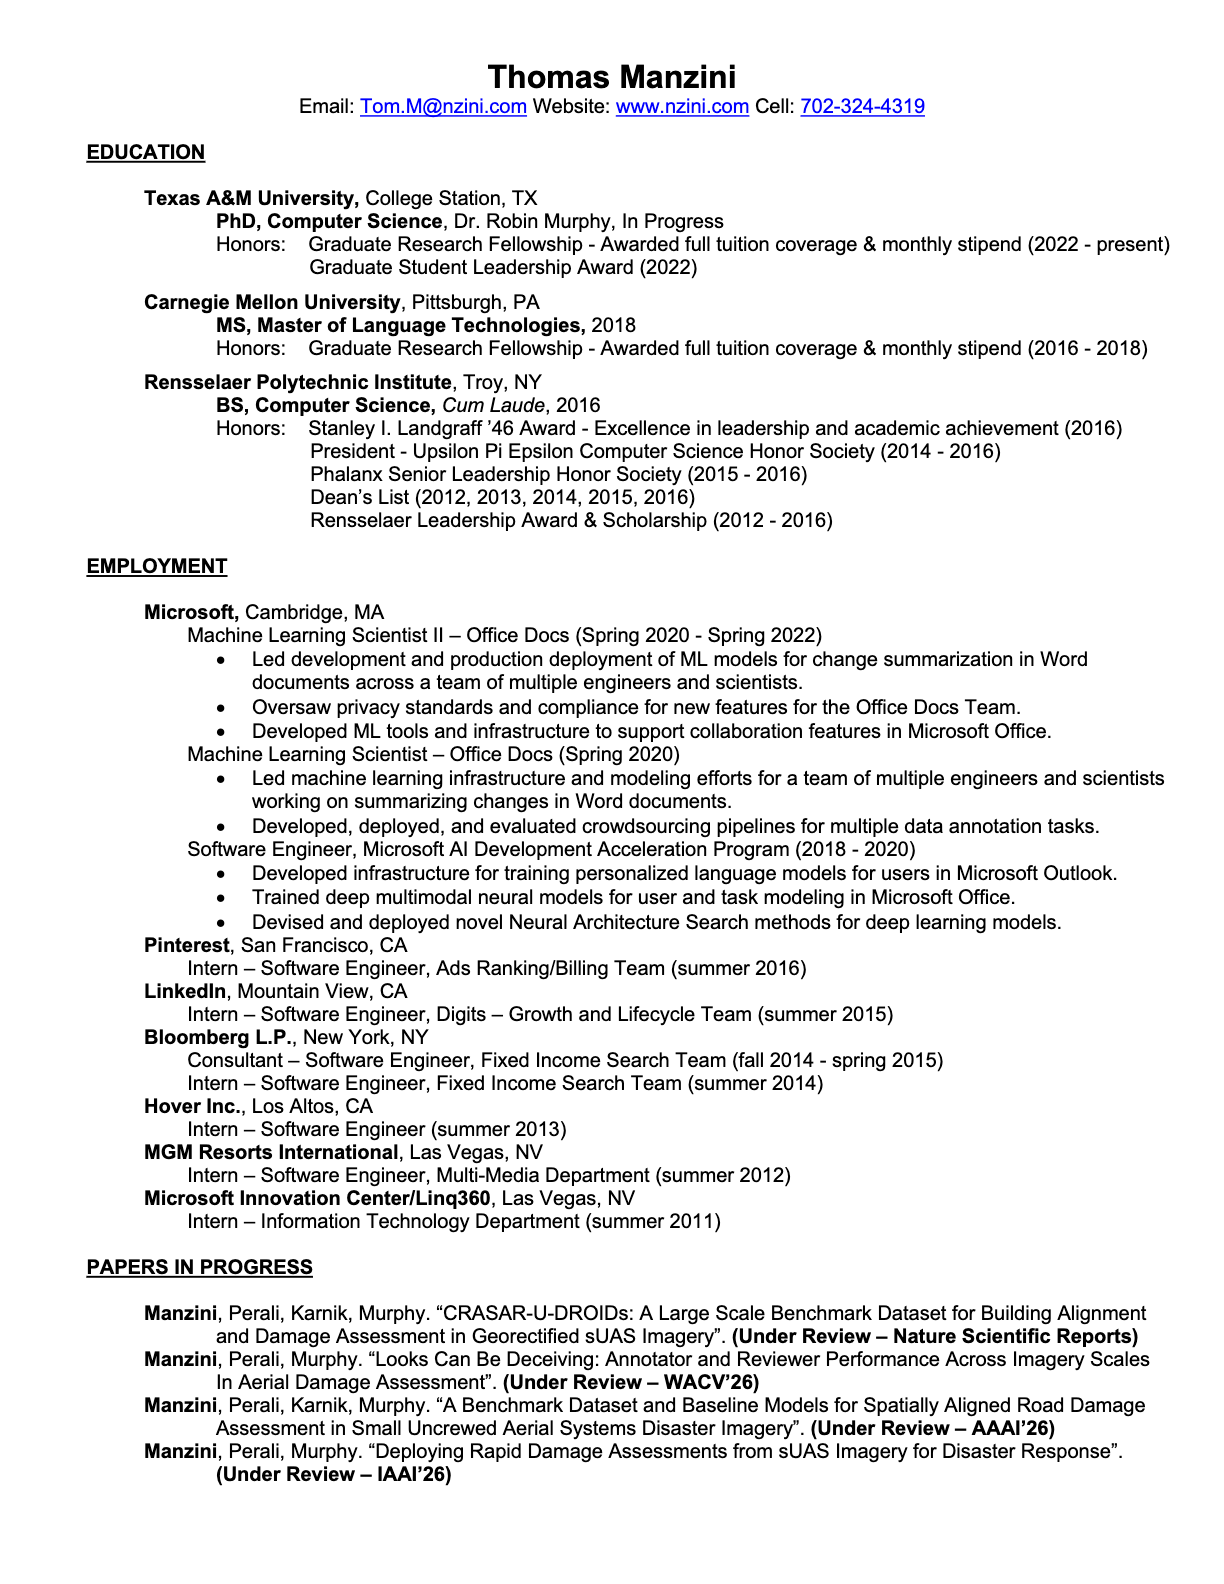 Thomas Manzini
Email: Tom.M@nzini.com Website: www.nzini.com Cell: 702-324-4319
EDUCATION
Texas A&M University, College Station, TX
PhD, Computer Science, Dr. Robin Murphy, In Progress
Honors: Graduate Research Fellowship - Awarded full tuition coverage & monthly stipend (2022 - present)
Graduate Student Leadership Award (2022)
Carnegie Mellon University, Pittsburgh, PA
MS, Master of Language Technologies, 2018
Honors: Graduate Research Fellowship - Awarded full tuition coverage & monthly stipend (2016 - 2018)
Rensselaer Polytechnic Institute, Troy, NY
BS, Computer Science, Cum Laude, 2016
Honors: Stanley I. Landgraff ’46 Award - Excellence in leadership and academic achievement (2016)
President - Upsilon Pi Epsilon Computer Science Honor Society (2014 - 2016)
Phalanx Senior Leadership Honor Society (2015 - 2016)
Dean’s List (2012, 2013, 2014, 2015, 2016)
Rensselaer Leadership Award & Scholarship (2012 - 2016)
EMPLOYMENT
Microsoft, Cambridge, MA
Machine Learning Scientist II – Office Docs (Spring 2020 - Spring 2022)
• Led development and production deployment of ML models for change summarization in Word
documents across a team of multiple engineers and scientists.
• Oversaw privacy standards and compliance for new features for the Office Docs Team.
• Developed ML tools and infrastructure to support collaboration features in Microsoft Office.
Machine Learning Scientist – Office Docs (Spring 2020)
• Led machine learning infrastructure and modeling efforts for a team of multiple engineers and scientists
working on summarizing changes in Word documents.
• Developed, deployed, and evaluated crowdsourcing pipelines for multiple data annotation tasks.
Software Engineer, Microsoft AI Development Acceleration Program (2018 - 2020)
• Developed infrastructure for training personalized language models for users in Microsoft Outlook.
• Trained deep multimodal neural models for user and task modeling in Microsoft Office.
• Devised and deployed novel Neural Architecture Search methods for deep learning models.
Pinterest, San Francisco, CA
Intern – Software Engineer, Ads Ranking/Billing Team (summer 2016)
LinkedIn, Mountain View, CA
Intern – Software Engineer, Digits – Growth and Lifecycle Team (summer 2015)
Bloomberg L.P., New York, NY
Consultant – Software Engineer, Fixed Income Search Team (fall 2014 - spring 2015)
Intern – Software Engineer, Fixed Income Search Team (summer 2014)
Hover Inc., Los Altos, CA
Intern – Software Engineer (summer 2013)
MGM Resorts International, Las Vegas, NV
Intern – Software Engineer, Multi-Media Department (summer 2012)
Microsoft Innovation Center/Linq360, Las Vegas, NV
Intern – Information Technology Department (summer 2011)
PAPERS IN PROGRESS
Manzini, Perali, Karnik, Murphy. “CRASAR-U-DROIDs: A Large Scale Benchmark Dataset for Building Alignment
and Damage Assessment in Georectified sUAS Imagery”. (Under Review – Nature Scientific Reports)
Manzini, Perali, Murphy. “Looks Can Be Deceiving: Annotator and Reviewer Performance Across Imagery Scales
In Aerial Damage Assessment”. (Under Review – WACV’26)
Manzini, Perali, Karnik, Murphy. “A Benchmark Dataset and Baseline Models for Spatially Aligned Road Damage
Assessment in Small Uncrewed Aerial Systems Disaster Imagery”. (Under Review – AAAI’26)
Manzini, Perali, Murphy. “Deploying Rapid Damage Assessments from sUAS Imagery for Disaster Response”.
(Under Review – IAAI’26)